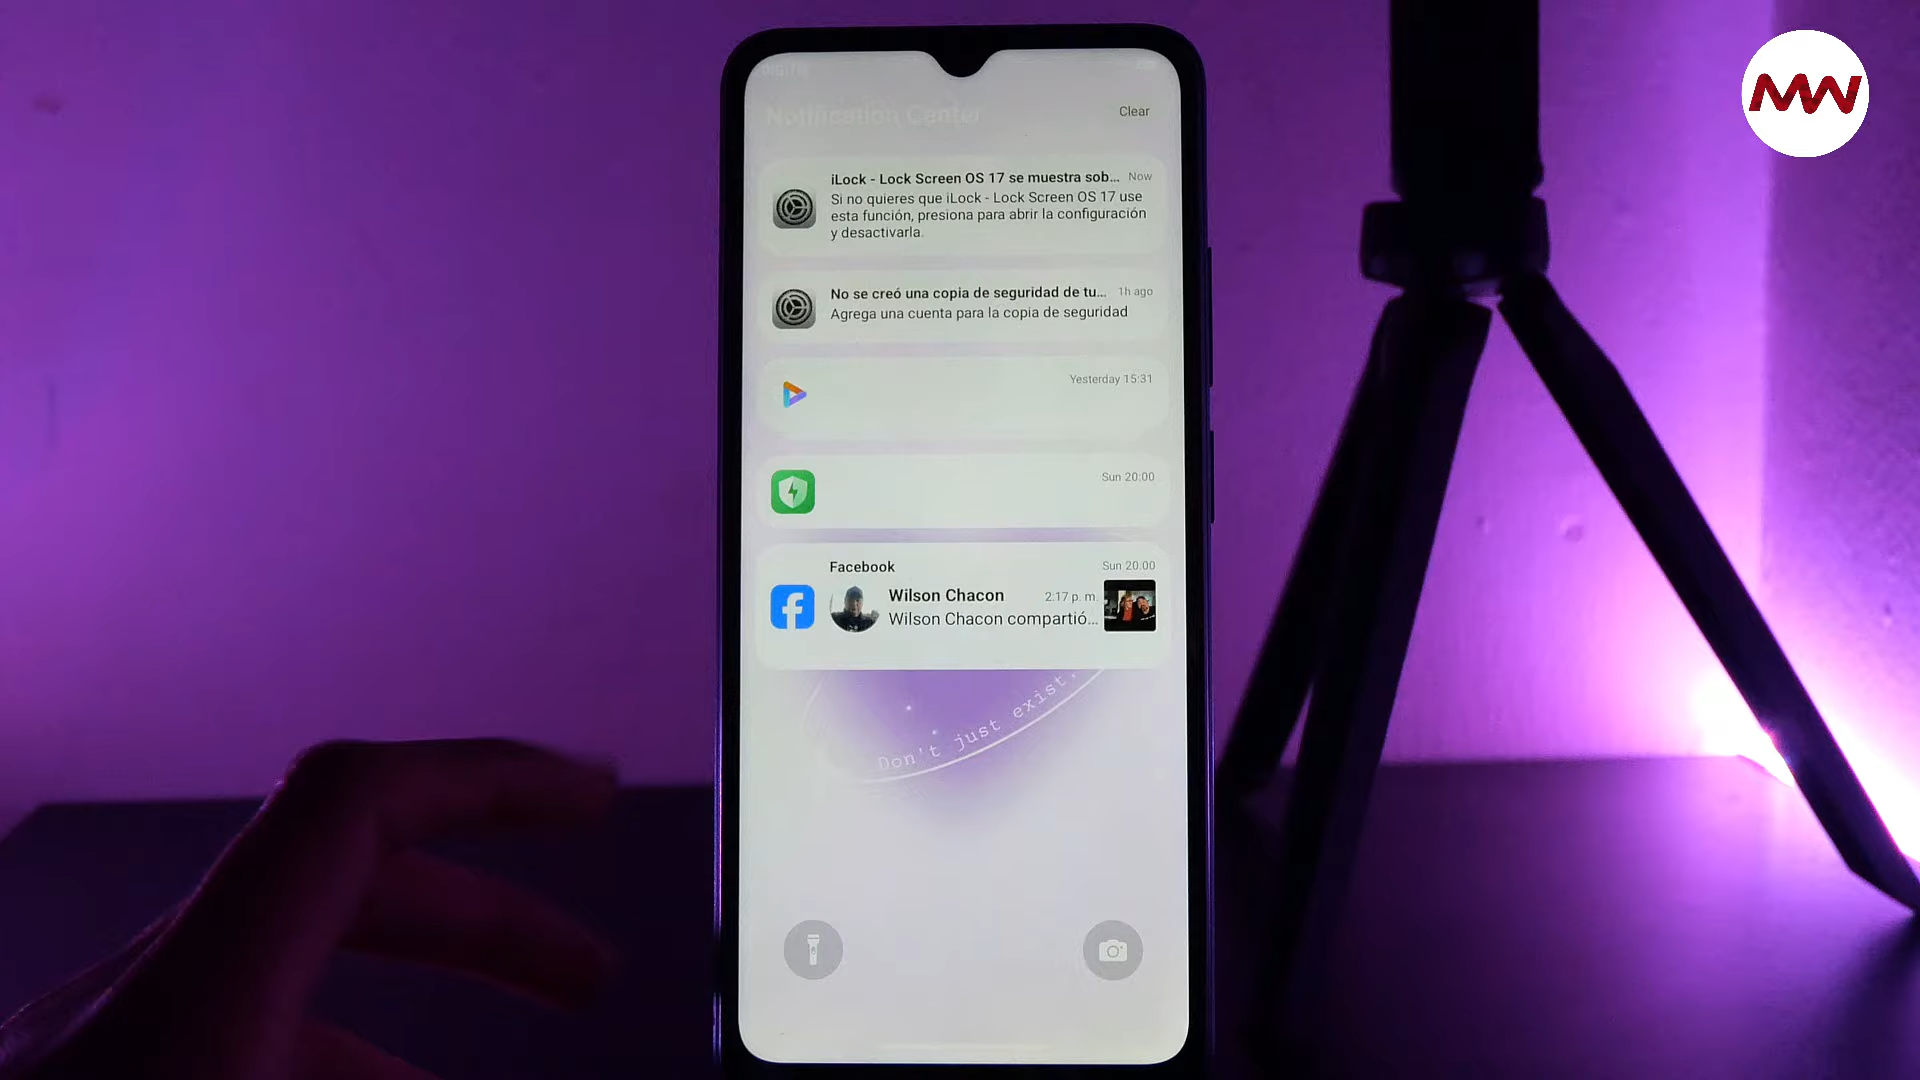 MW
Notification Center
Clear
iLock - Lock Screen OS 17 se muestra sob...
Now
Si no quieres que iLock - Lock Screen OS 17 use
esta función, presiona para abrir la configuración
y desactivarla.
No se creó una copia de seguridad de tu...
1h ago
Agrega una cuenta para la copia de seguridad
Yesterday 15:31
Sun 20:00
Facebook
Sun 20:00
Wilson Chacon
2:17 p. m.
Wilson Chacon compartió...
Don't just exist,